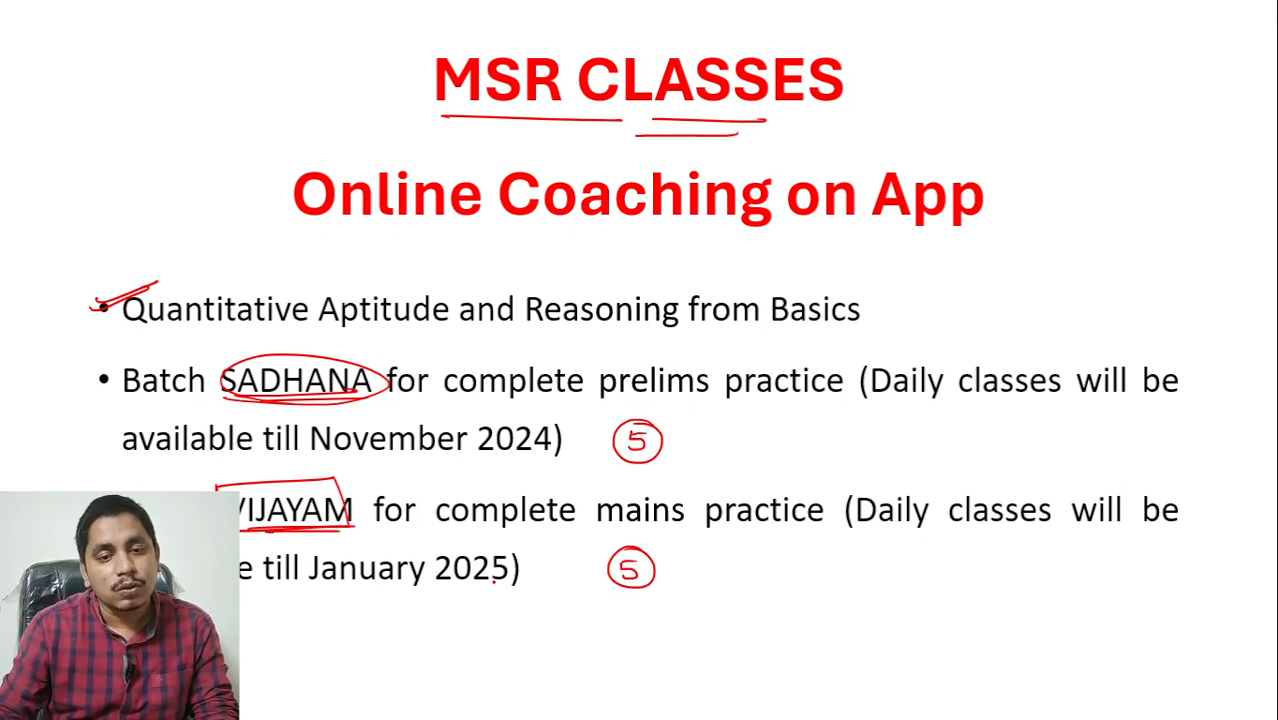 MSR CLASSES
Online Coaching on App
• Quantitative Aptitude and Reasoning from Basics
• Batch SADHANA for complete prelims practice (Daily classes will be
available till November 2024) 5
VIJAYAM for complete mains practice (Daily classes will be
till January 2025) 5